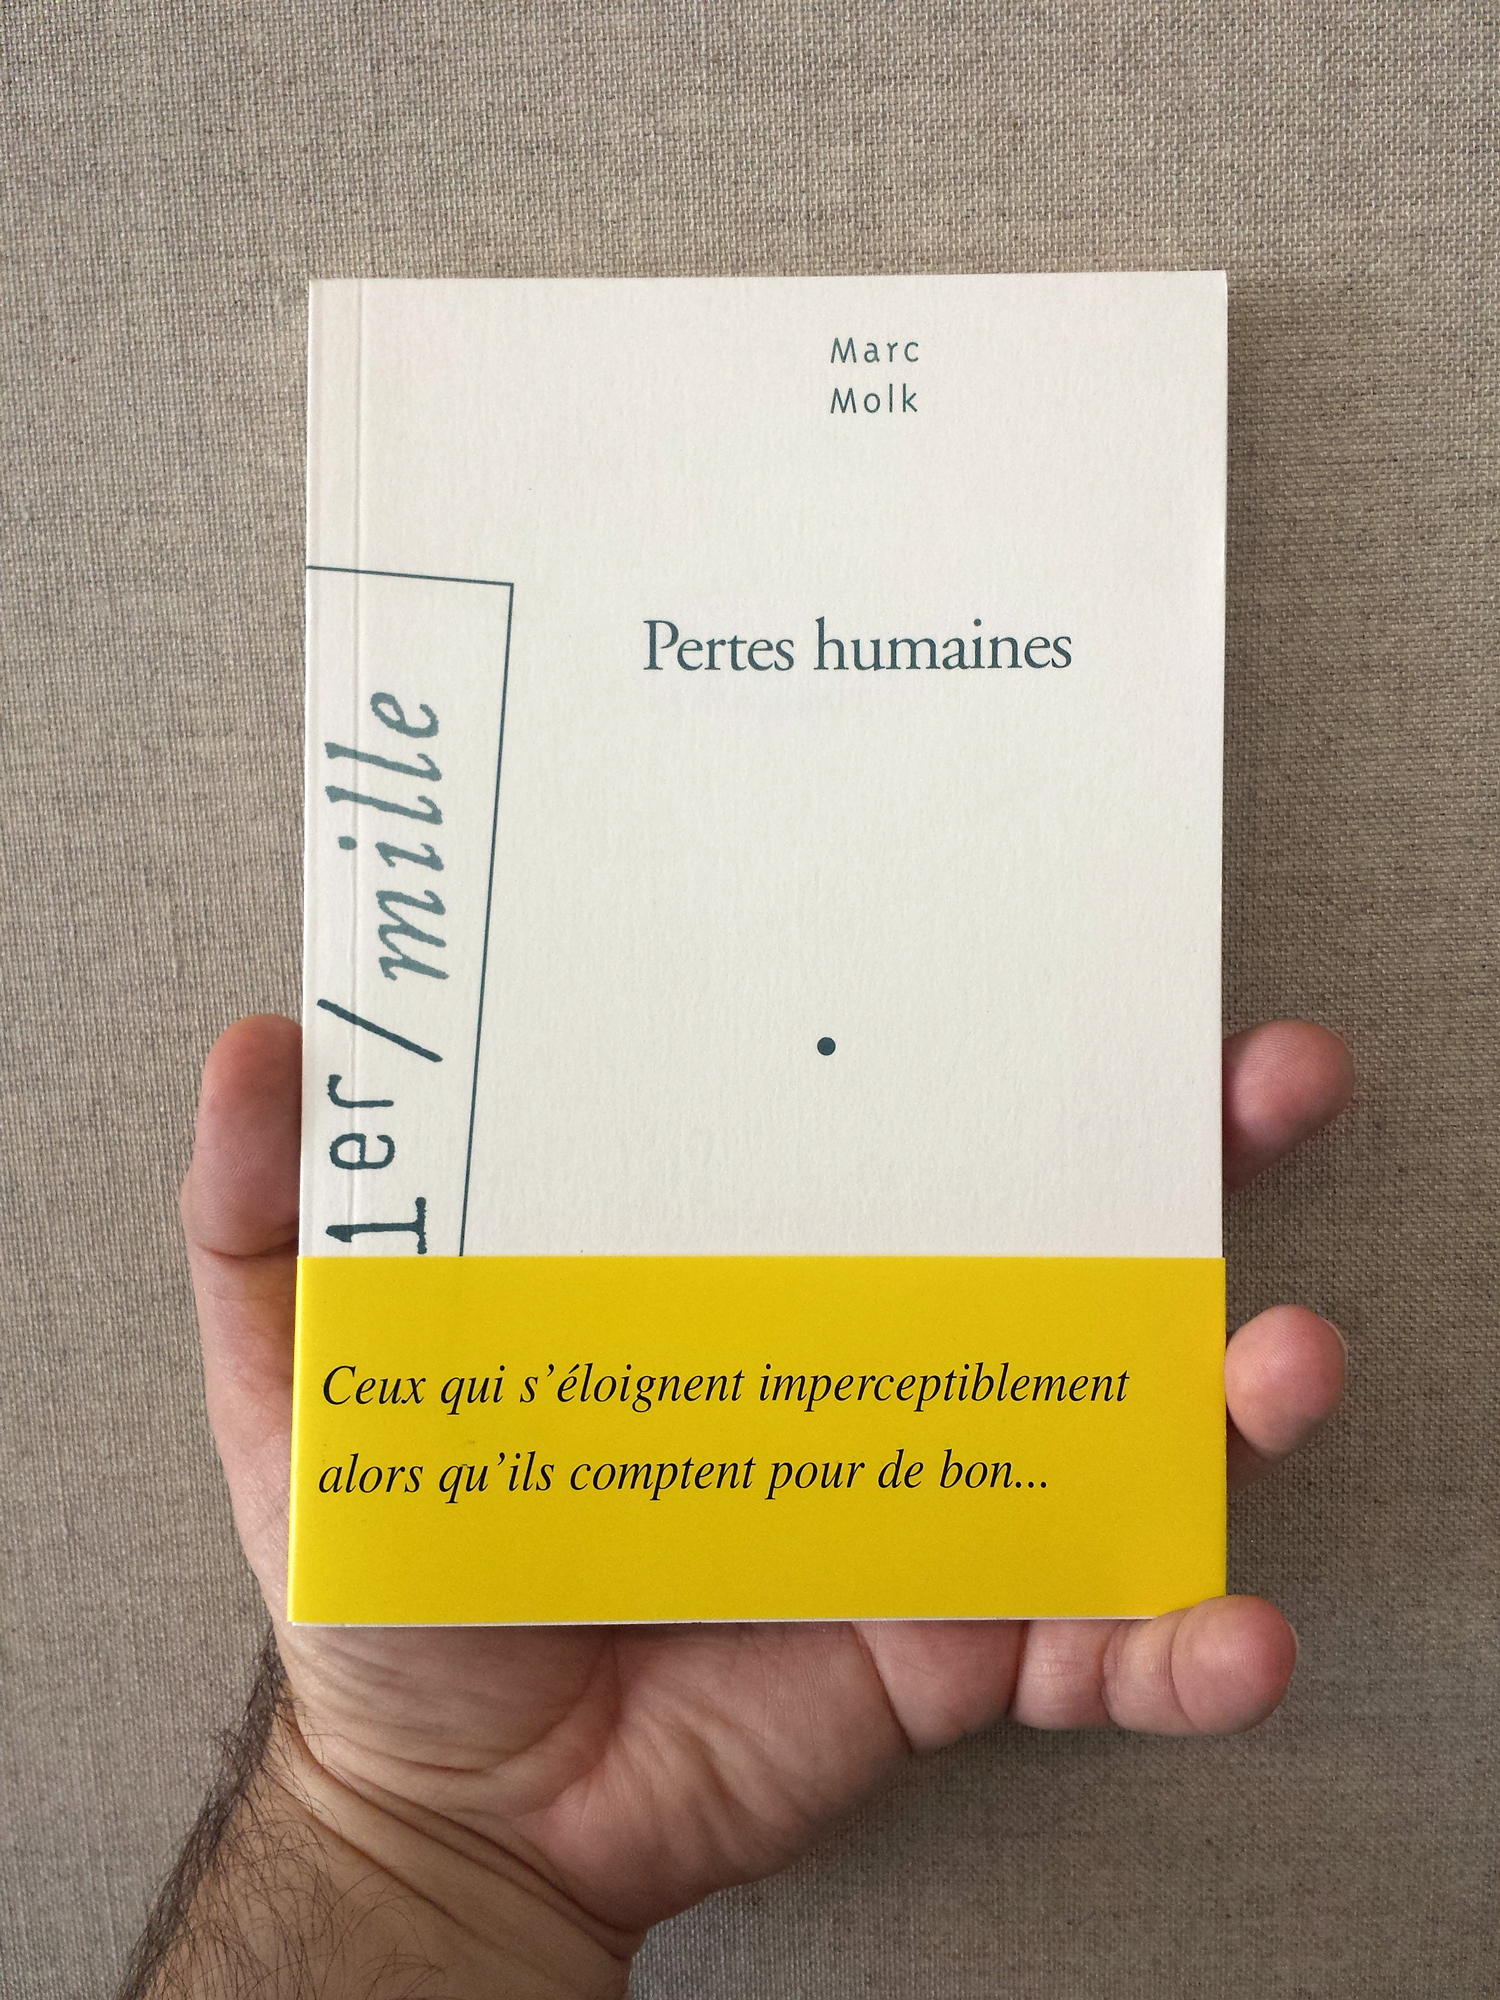 Marc
Molk
Pertes humaines
1er/mille
Ceux qui s’éloignent imperceptiblement
alors qu’ils comptent pour de bon...